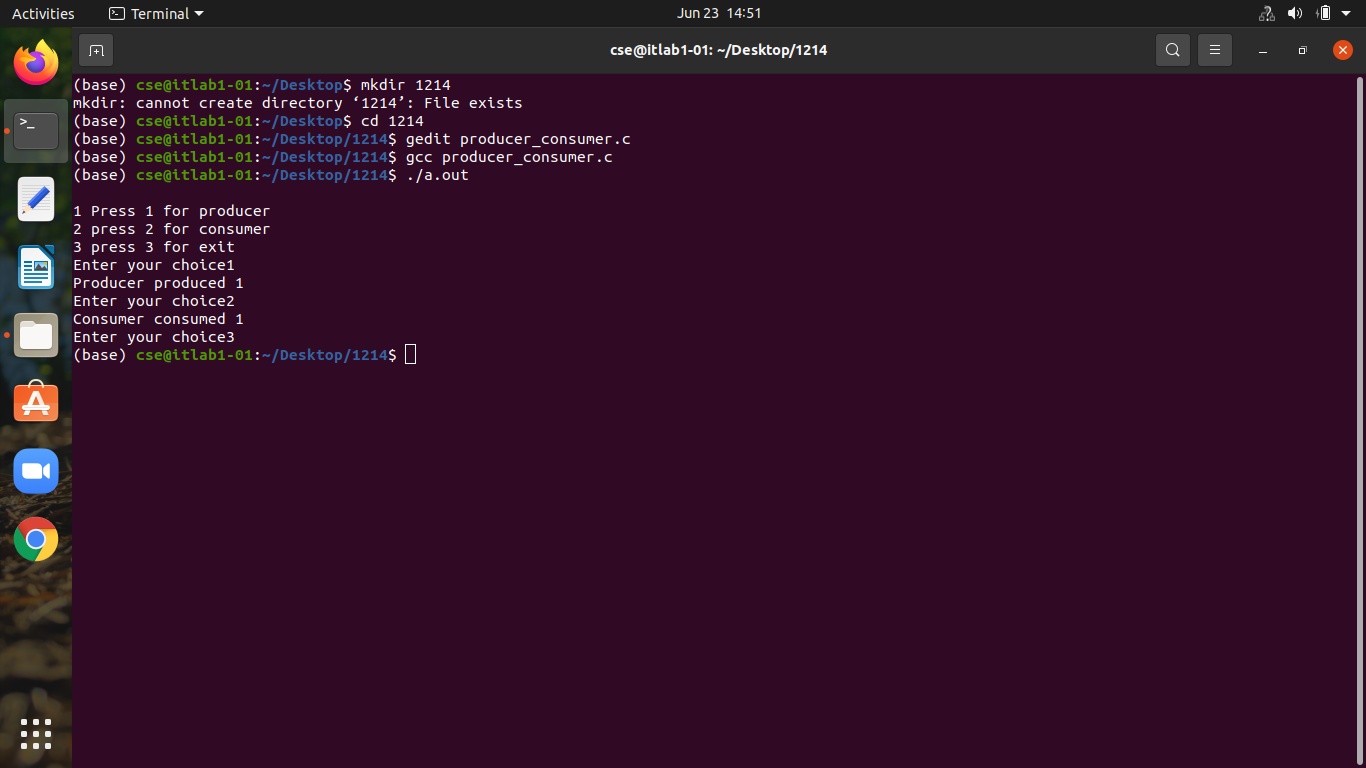 Activities Terminal Jun 23 14:51
cse@itlab1-01: ~/Desktop/1214
(base) cse@itlab1-01:~/Desktop$ mkdir 1214
mkdir: cannot create directory ‘1214’: File exists
(base) cse@itlab1-01:~/Desktop$ cd 1214
(base) cse@itlab1-01:~/Desktop/1214$ gedit producer_consumer.c
(base) cse@itlab1-01:~/Desktop/1214$ gcc producer_consumer.c
(base) cse@itlab1-01:~/Desktop/1214$ ./a.out
1 Press 1 for producer
2 press 2 for consumer
3 press 3 for exit
Enter your choice1
Producer produced 1
Enter your choice2
Consumer consumed 1
Enter your choice3
(base) cse@itlab1-01:~/Desktop/1214$